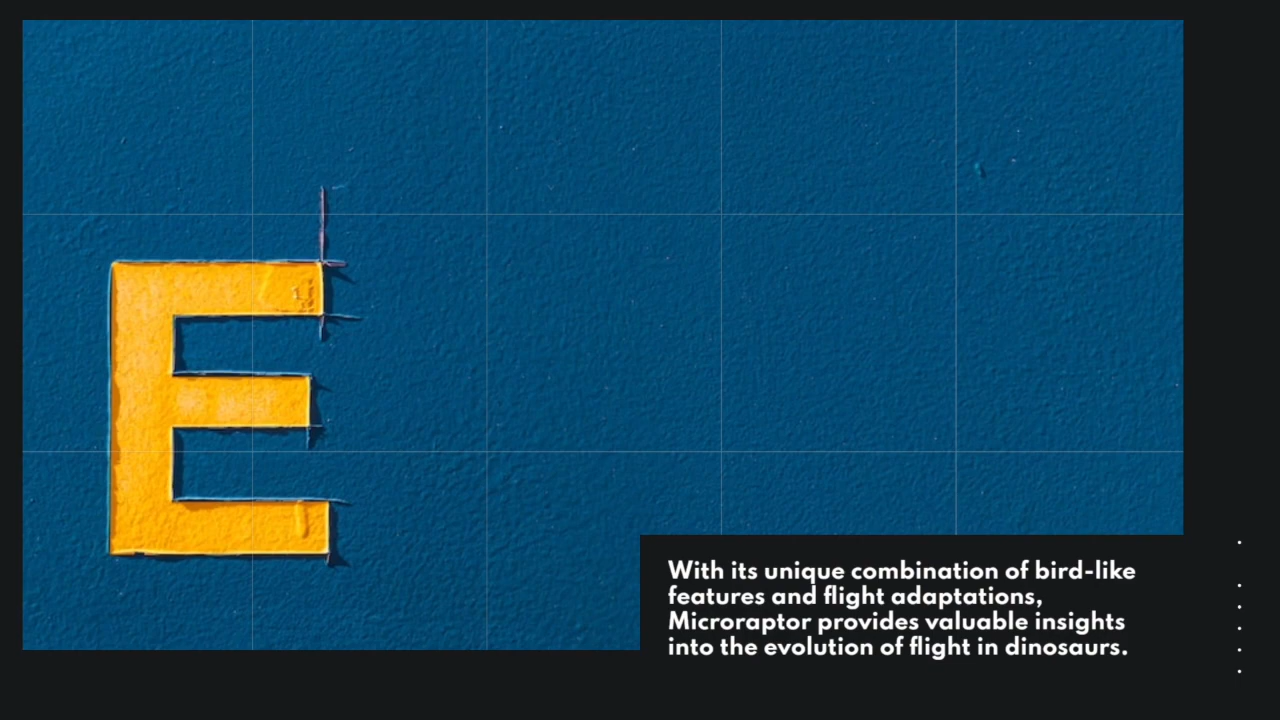 E
With its unique combination of bird-like
features and flight adaptations,
Microraptor provides valuable insights
into the evolution of flight in dinosaurs.